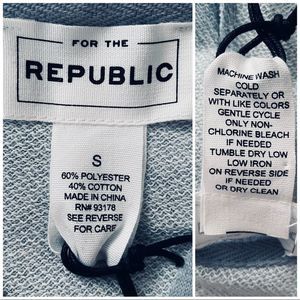 FOR THE
REPUBLIC
S
60% POLYESTER
40% COTTON
MADE IN CHINA
RN# 93178
SEE REVERSE
FOR CARE
MACHINE WASH
COLD
SEPARATELY OR
WITH LIKE COLORS
GENTLE CYCLE
ONLY NON-
CHLORINE BLEACH
IF NEEDED
TUMBLE DRY LOW
LOW IRON
ON REVERSE SIDE
IF NEEDED
OR DRY CLEAN